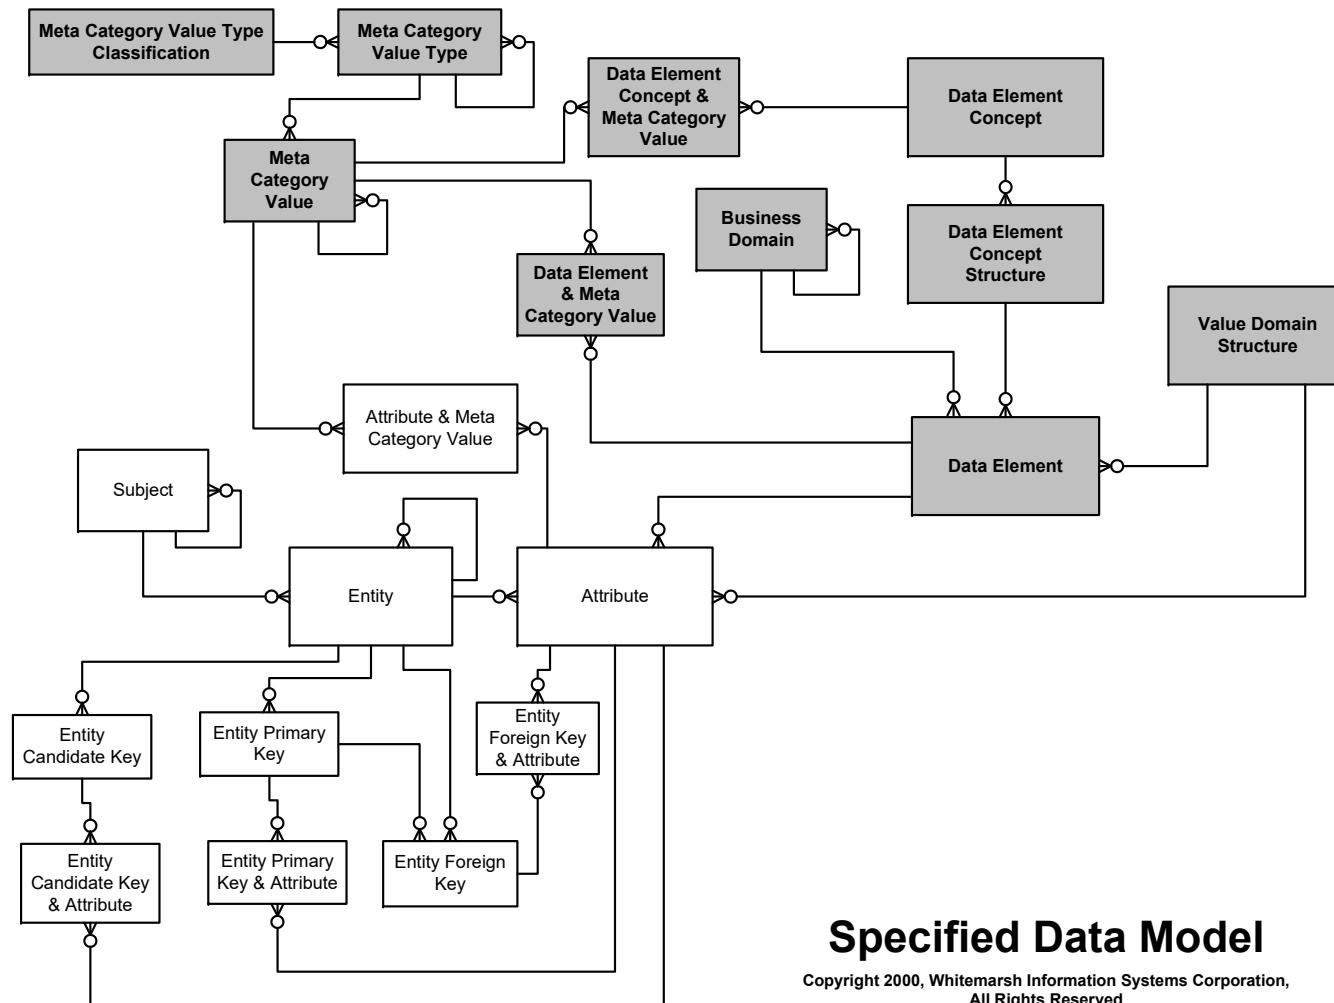 Meta Category Value Type
Classification
Meta Category
Value Type
Data Element
Concept &
Meta Category
Value
Data Element
Concept
Meta
Category
Value
Business
Domain
Data Element
Concept
Structure
Data Element
& Meta
Category Value
Value Domain
Structure
Attribute & Meta
Category Value
Data Element
Subject
Entity
Attribute
Entity
Candidate Key
Entity Primary
Key
Entity
Foreign Key
& Attribute
Entity
Candidate Key
& Attribute
Entity Primary
Key & Attribute
Entity Foreign
Key
Specified Data Model
Copyright 2000, Whitemarsh Information Systems Corporation,
All Rights Reserved